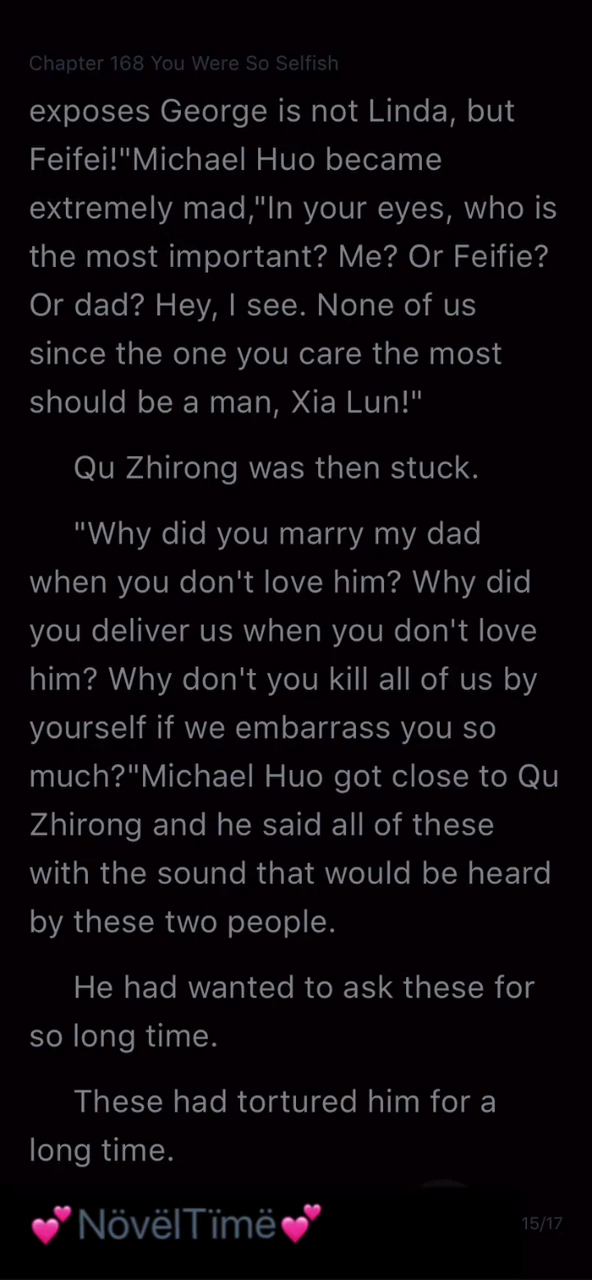 Chapter 168 You Were So Selfish
exposes George is not Linda, but
Feifei!"Michael Huo became
extremely mad,"In your eyes, who is
the most important? Me? Or Feifie?
Or dad? Hey, I see. None of us
since the one you care the most
should be a man, Xia Lun!"
Qu Zhirong was then stuck.
"Why did you marry my dad
when you don't love him? Why did
you deliver us when you don't love
him? Why don't you kill all of us by
yourself if we embarrass you so
much?"Michael Huo got close to Qu
Zhirong and he said all of these
with the sound that would be heard
by these two people.
He had wanted to ask these for
so long time.
These had tortured him for a
long time.
💕NövëlTïmë💕
15/17